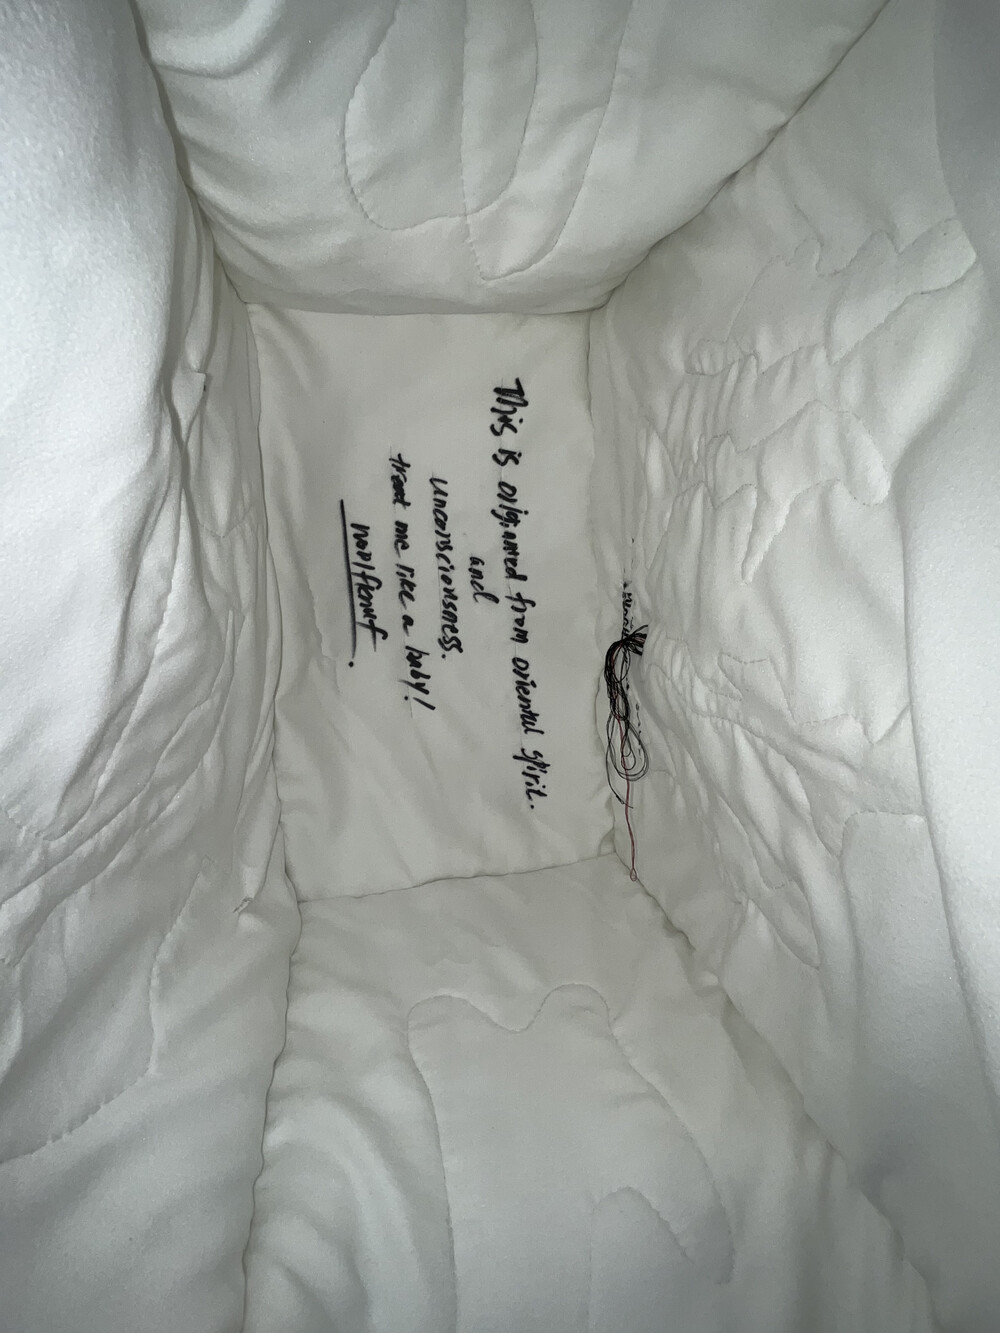 This is originated from oriental spirit.
and
unconsciousness.
treat me like a baby!